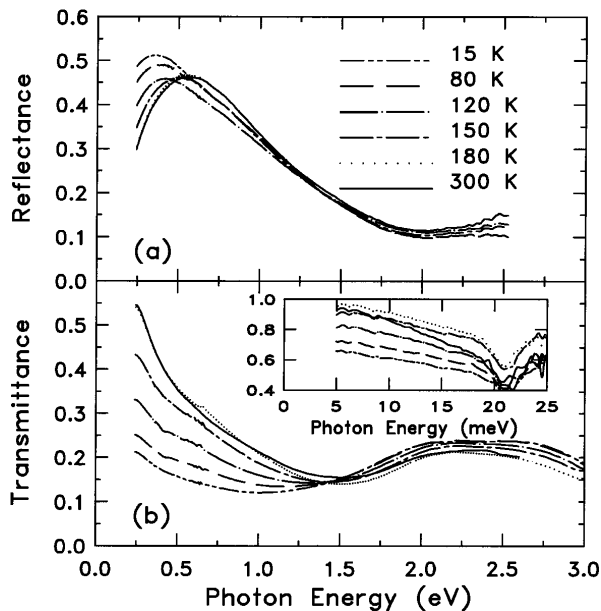 0.6
0.5
0.4
0.3
0.2
0.1
0.0
Reflectance
15 K
80 K
120 K
150 K
180 K
300 K
(a)
0.5
0.4
0.3
0.2
0.1
0.0
Transmittance
1.0
0.8
0.6
0.4
0 5 10 15 20 25
Photon Energy (meV)
(b)
0.0 0.5 1.0 1.5 2.0 2.5 3.0
Photon Energy (eV)